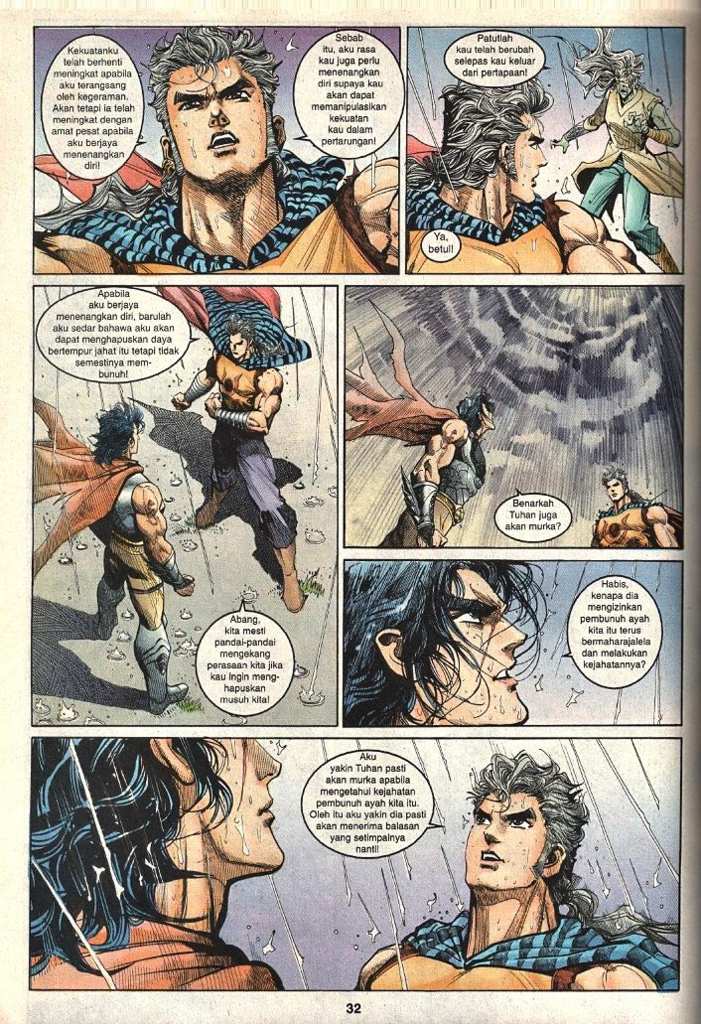 Kekuatanku
telah berhenti
meningkat apabila
aku terangsang
oleh kegeraman.
Akan tetapi ia telah
meningkat dengan
amat pesat apabila
aku berjaya
menenangkan
diri!
Sebab
itu, aku rasa
kau juga perlu
menenangkan
diri supaya kau
akan dapat
memanipulasikan
kekuatan
kau dalam
pertarungan!
Patutlah
kau telah berubah
selepas kau keluar
dari pertapaan!
Ya,
betul!
Apabila
aku berjaya
menenangkan diri, barulah
aku sedar bahawa aku akan
dapat menghapuskan daya
bertempur jahat itu tetapi tidak
semestinya mem-
bunuh!
Abang,
kita mesti
pandai-pandai
mengekang
perasaan kita jika
kau Ingin meng-
hapuskan
musuh kita!
Benarkah
Tuhan juga
akan murka?
Habis,
kenapa dia
mengizinkan
pembunuh ayah
kita itu terus
bermaharajalela
dan melakukan
kejahatannya?
Aku
yakin Tuhan pasti
akan murka apabila
mengetahui kejahatan
pembunuh ayah kita itu.
Oleh itu aku yakin dia pasti
akan menerima balasan
yang setimpalnya
nanti!
32